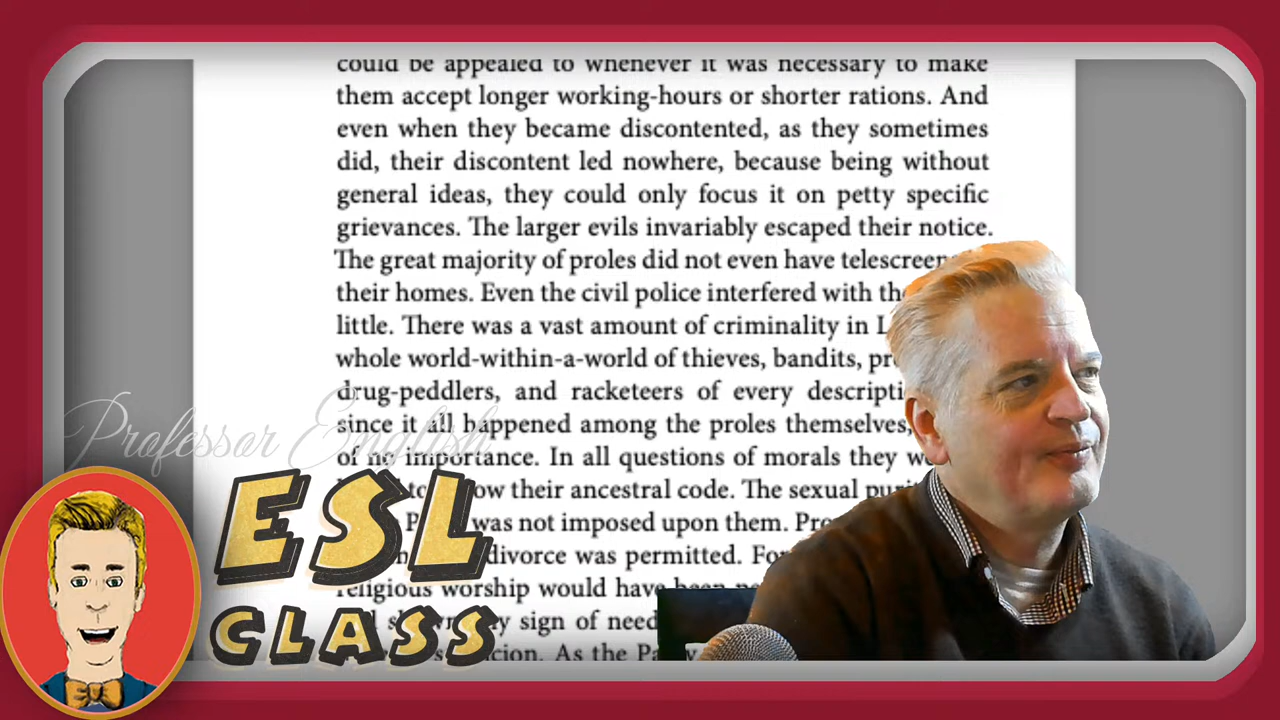 could be appealed to whenever it was necessary to make
them accept longer working-hours or shorter rations. And
even when they became discontented, as they sometimes
did, their discontent led nowhere, because being without
general ideas, they could only focus it on petty specific
grievances. The larger evils invariably escaped their notice.
The great majority of proles did not even have
their homes. Even the civil police interfered with
little. There was a vast amount of criminality in
whole world-within-a-world of thieves, bandits,
drug-peddlers, and racketeers of every
since it all happened among the proles themselves,
of no importance. In all questions of morals they
their ancestral code. The sexual
was not imposed upon them.
divorce was permitted.
religious worship would have
sign of need
As the
Professor English
ESL
CLASS